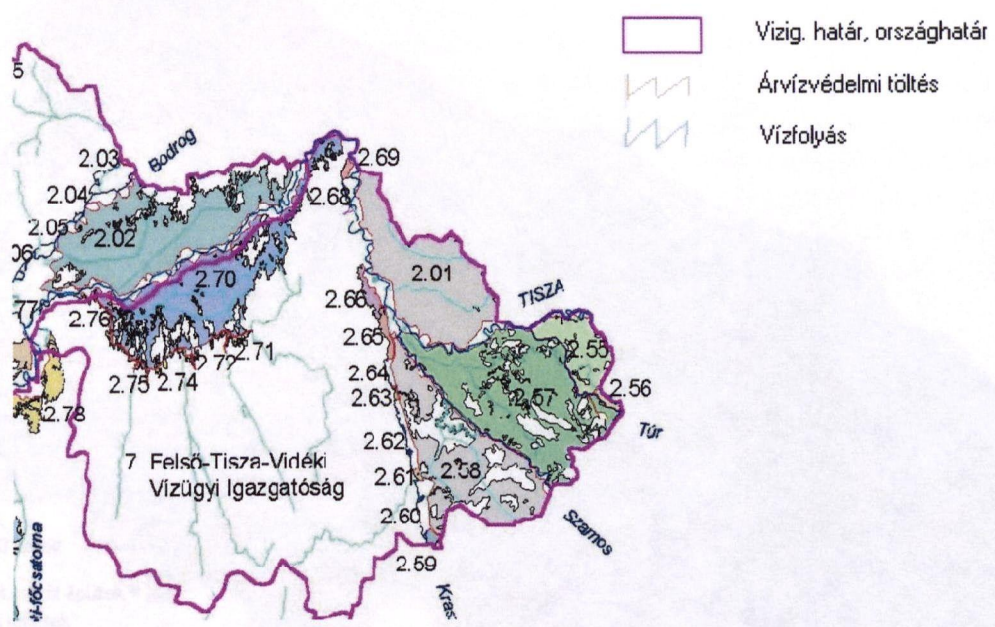 Vizig. határ, országhatár
Árvízvédelmi töltés
Vízfolyás
5
Bodrog
2.03
2.69
2.04
2.68
2.05
2.02
06
2.01
2.70
77
2.66
TISZA
2.76
2.65
2.55
2.71
2.72
2.75
2.74
2.64
2.56
2.57
2.63
2.78
Túr
2.62
7 Felső-Tisza-Vidéki
Vízügyi Igazgatóság
2.58
2.61
2.60
Szamos
2.59
Kras
li-főcsatorna